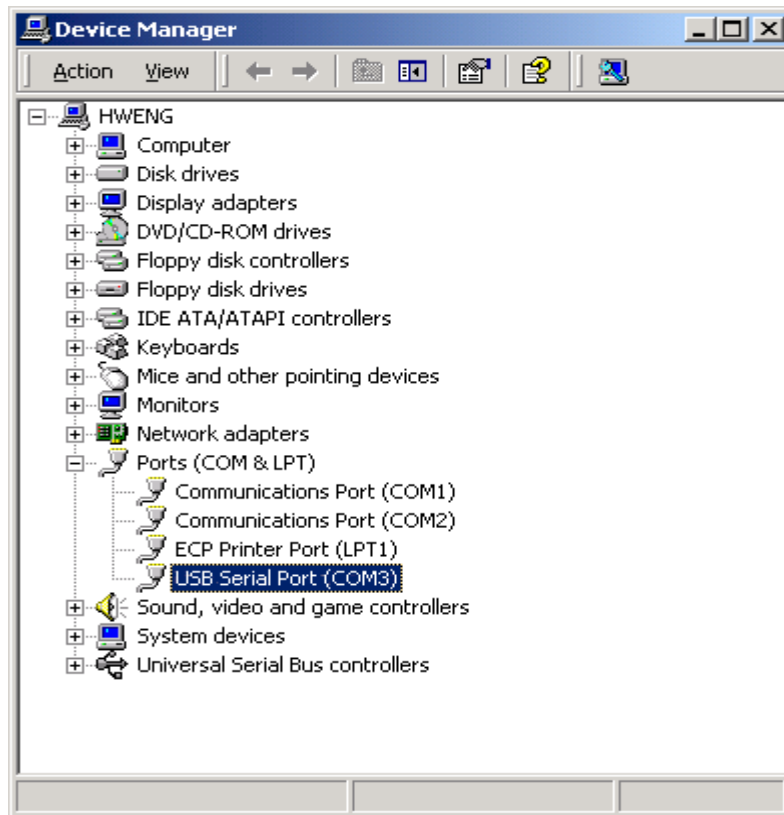 Device Manager
Action View
HWENG
Computer
Disk drives
Display adapters
DVD/CD-ROM drives
Floppy disk controllers
Floppy disk drives
IDE ATA/ATAPI controllers
Keyboards
Mice and other pointing devices
Monitors
Network adapters
Ports (COM & LPT)
Communications Port (COM1)
Communications Port (COM2)
ECP Printer Port (LPT1)
USB Serial Port (COM3)
Sound, video and game controllers
System devices
Universal Serial Bus controllers